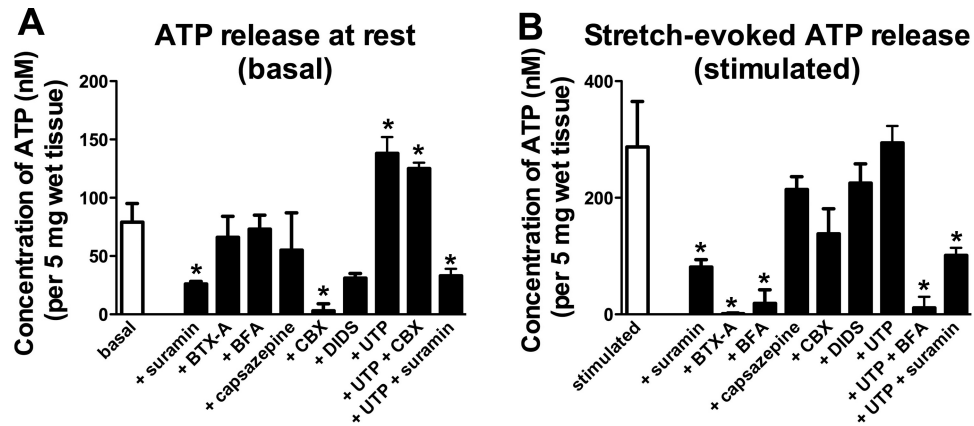 A
ATP release at rest
(basal)
Concentration of ATP (nM)
(per 5 mg wet tissue)
200
150
100
50
0
*
*
*
*
*
basal
+ suramin
+ BTX-A
+ BFA
+ capsazepine
+ CBX
+ DIDS
+ UTP
+ UTP + CBX
+ UTP + suramin
B
Stretch-evoked ATP release
(stimulated)
Concentration of ATP (nM)
(per 5 mg wet tissue)
400
200
0
*
*
*
*
*
stimulated
+ suramin
+ BTX-A
+ BFA
+ capsazepine
+ CBX
+ DIDS
+ UTP
+ UTP + BFA
+ UTP + suramin